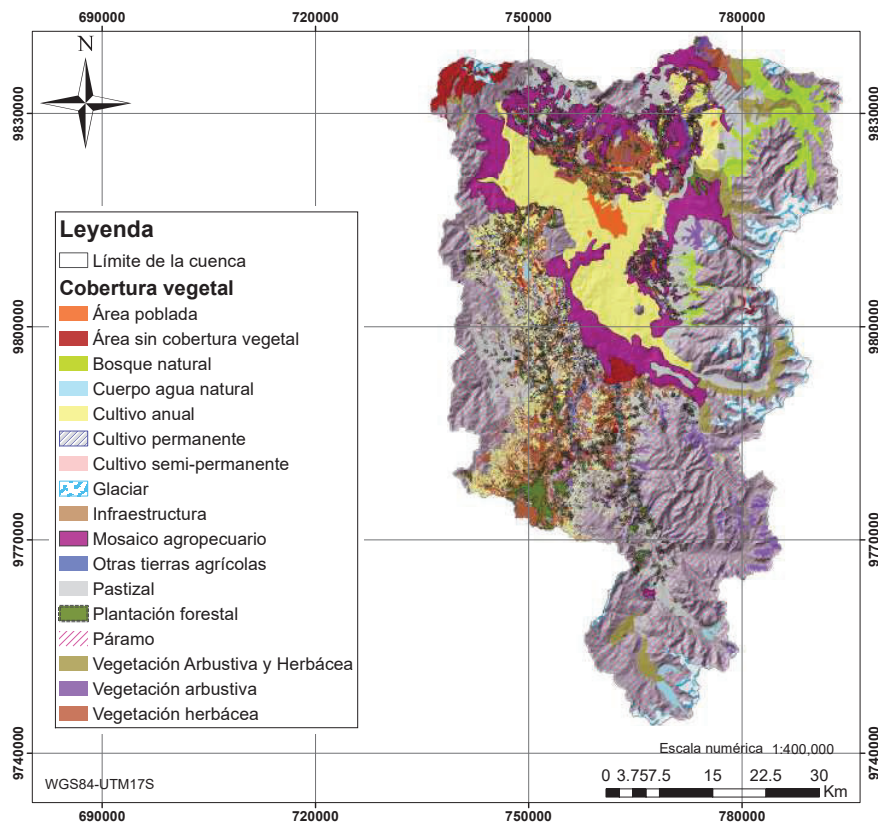 690000 720000 750000 780000
N
9830000 9830000
9800000 9800000
9770000 9770000
9740000 9740000
Leyenda
Límite de la cuenca
Cobertura vegetal
Área poblada
Área sin cobertura vegetal
Bosque natural
Cuerpo agua natural
Cultivo anual
Cultivo permanente
Cultivo semi-permanente
Glaciar
Infraestructura
Mosaico agropecuario
Otras tierras agrícolas
Pastizal
Plantación forestal
Páramo
Vegetación Arbustiva y Herbácea
Vegetación arbustiva
Vegetación herbácea
Escala numérica 1:400,000
WGS84-UTM17S
0 3.757.5 15 22.5 30
Km
690000 720000 750000 780000